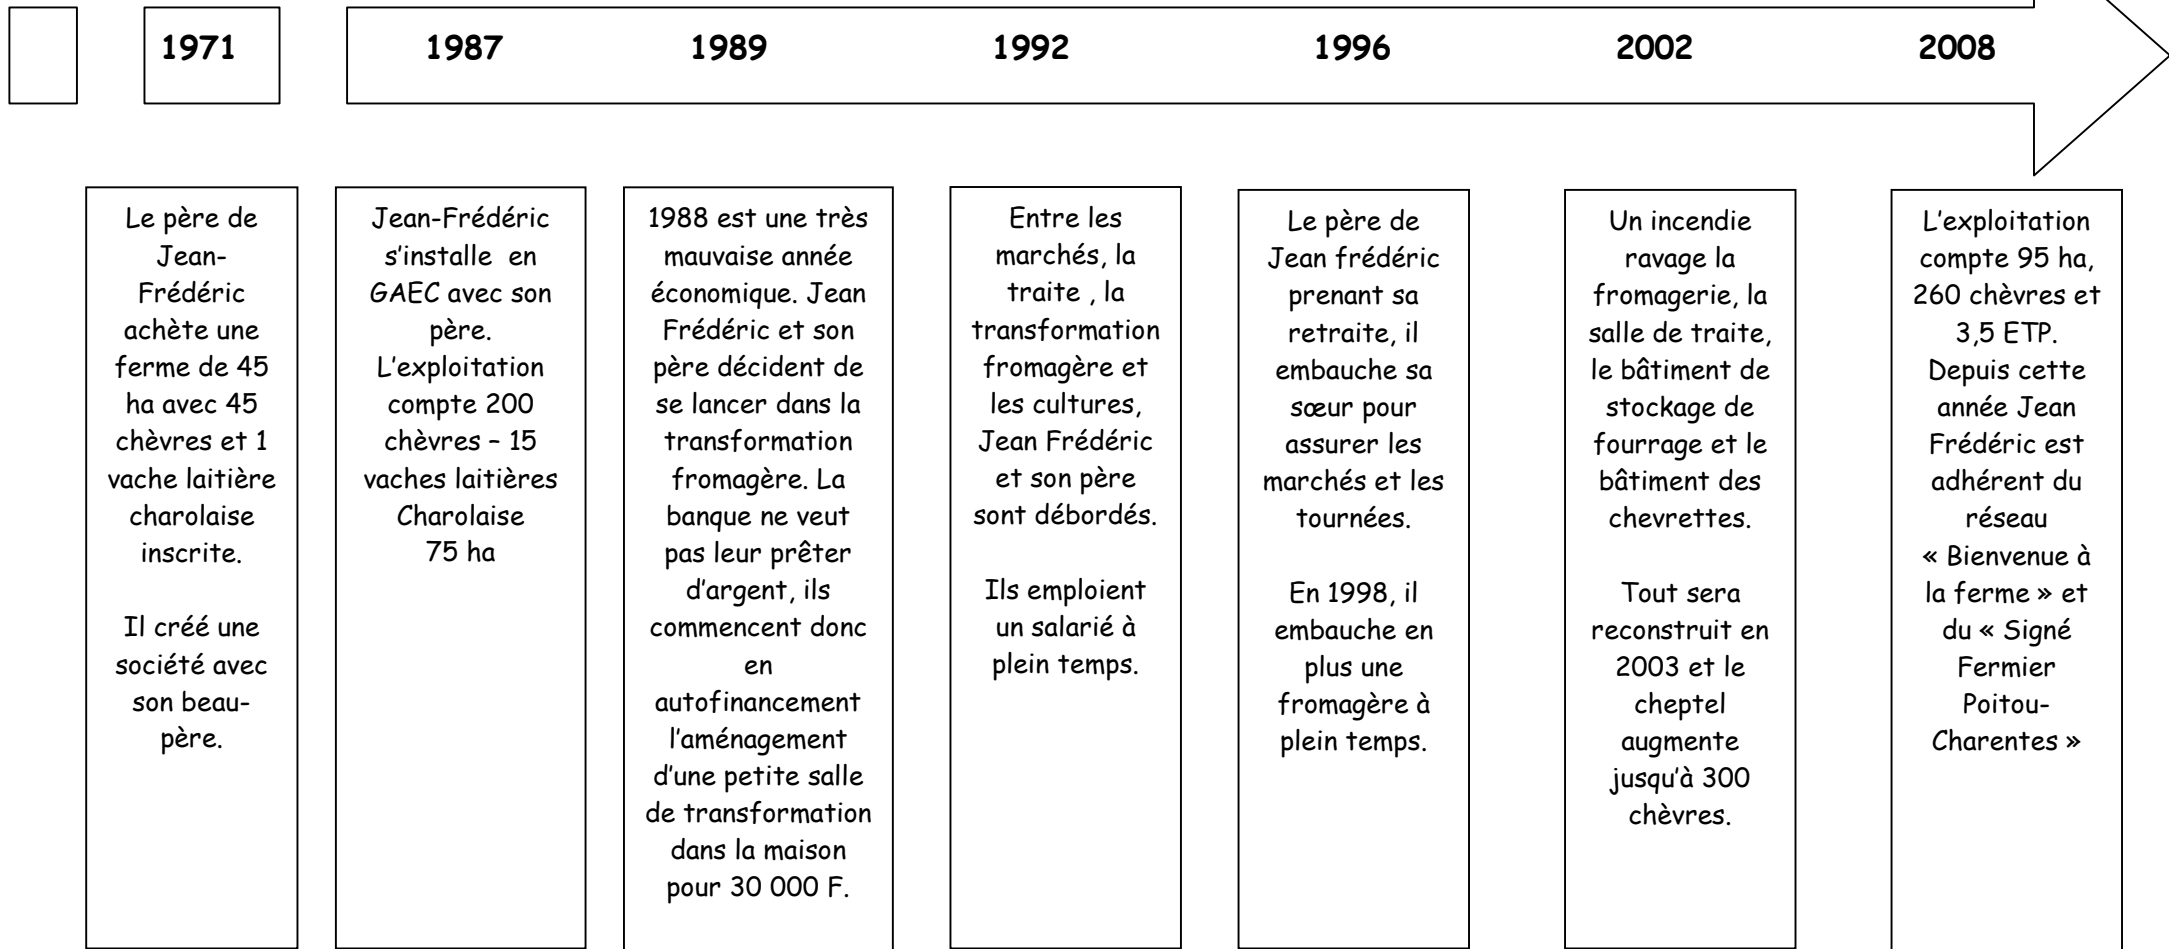 1971 1987 1989 1992 1996 2002 2008
Le père de
Jean-
Frédéric
achète une
ferme de 45
ha avec 45
chèvres et 1
vache laitière
charolaise
inscrite.
Il créé une
société avec
son beau-
père.
Jean-Frédéric
s'installe en
GAEC avec son
père.
L'exploitation
compte 200
chèvres – 15
vaches laitières
Charolaise
75 ha
1988 est une très
mauvaise année
économique. Jean
Frédéric et son
père décident de
se lancer dans la
transformation
fromagère. La
banque ne veut
pas leur prêter
d'argent, ils
commencent donc
en
autofinancement
l'aménagement
d'une petite salle
de transformation
dans la maison
pour 30 000 F.
Entre les
marchés, la
traite , la
transformation
fromagère et
les cultures,
Jean Frédéric
et son père
sont débordés.
Ils emploient
un salarié à
plein temps.
Le père de
Jean frédéric
prenant sa
retraite, il
embauche sa
sœur pour
assurer les
marchés et les
tournées.
En 1998, il
embauche en
plus une
fromagère à
plein temps.
Un incendie
ravage la
fromagerie, la
salle de traite,
le bâtiment de
stockage de
fourrage et le
bâtiment des
chevrettes.
Tout sera
reconstruit en
2003 et le
cheptel
augmente
jusqu'à 300
chèvres.
L'exploitation
compte 95 ha,
260 chèvres et
3,5 ETP.
Depuis cette
année Jean
Frédéric est
adhérent du
réseau
« Bienvenue à
la ferme » et
du « Signé
Fermier
Poitou-
Charentes »